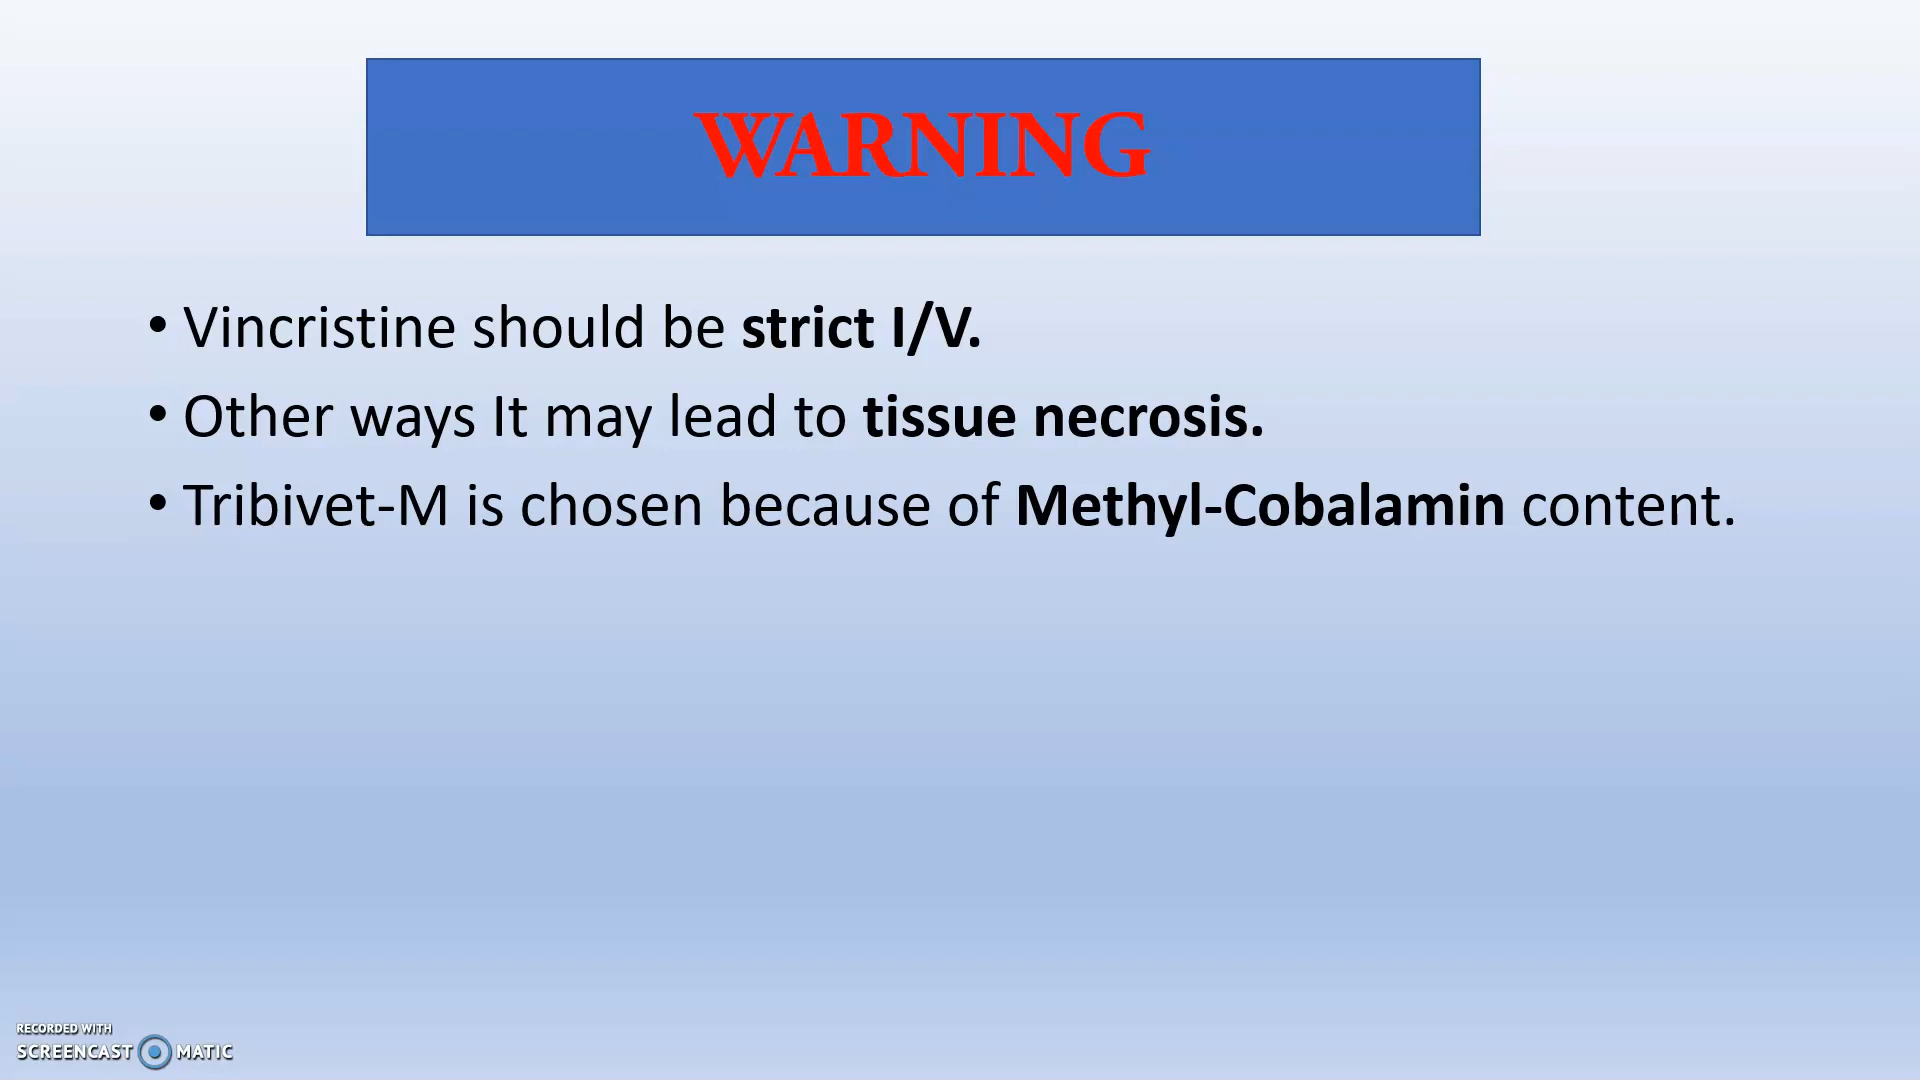 WARNING
• Vincristine should be strict I/V.
• Other ways It may lead to tissue necrosis.
• Tribivet-M is chosen because of Methyl-Cobalamin content.
RECORDED WITH
SCREENCAST MATIC